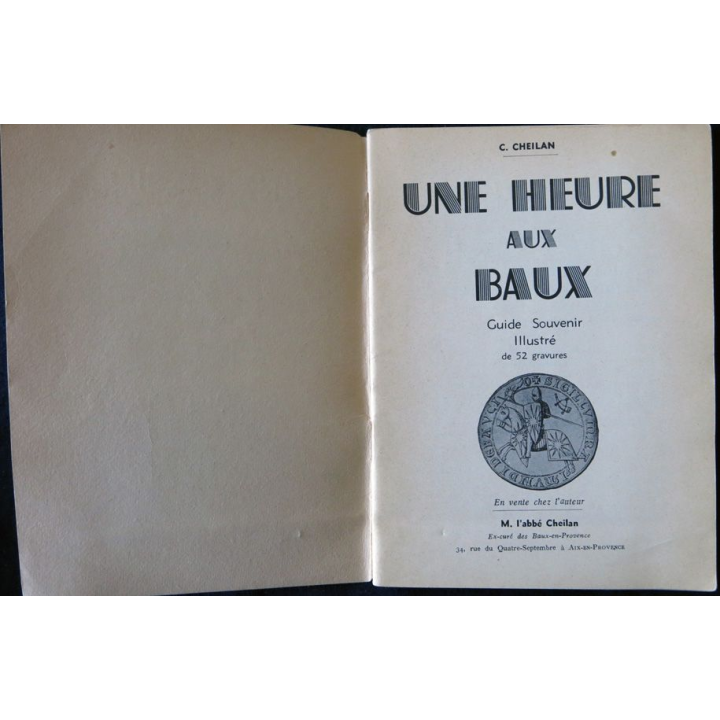 C. CHEILAN
UNE HEURE
AUX
BAUX
Guide Souvenir
Illustré
de 52 gravures
En vente chez l'auteur
M. l'abbé Cheilan
Ex-curé des Baux-en-Provence
34, rue du Quatre-Septembre à AIX-EN-PROVENCE